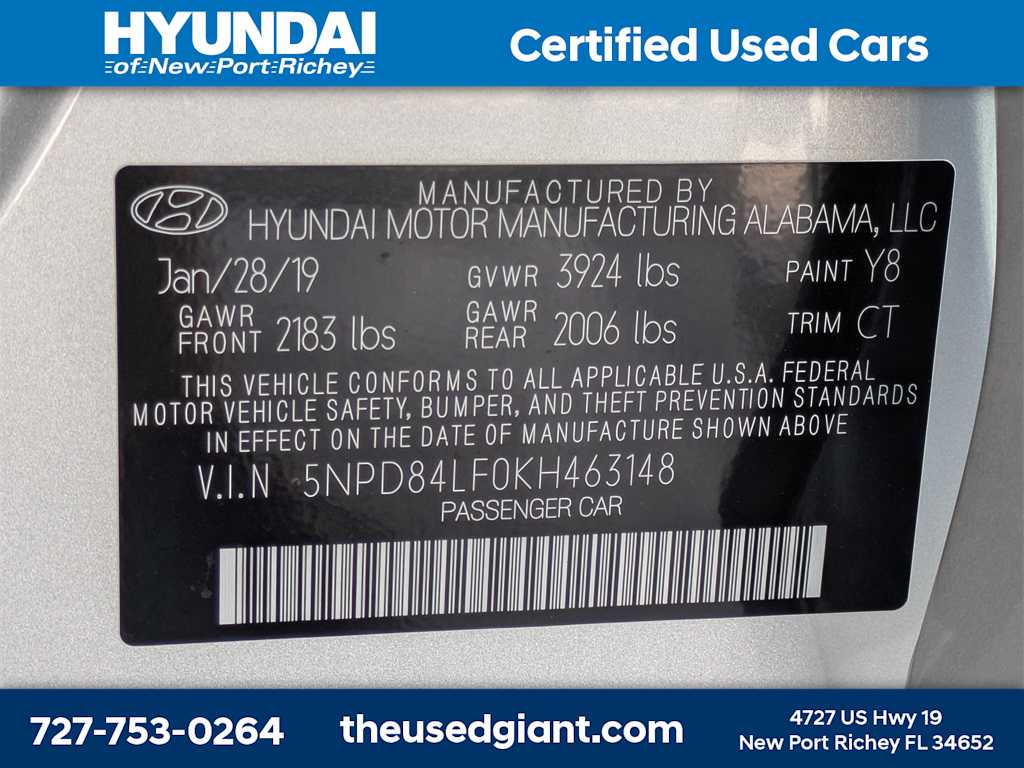 HYUNDAI
of New Port Richey
Certified Used Cars
MANUFACTURED BY
HYUNDAI MOTOR MANUFACTURING ALABAMA, LLC
Jan/28/19 GVWR 3924 lbs PAINT Y8
GAWR FRONT 2183 lbs GAWR REAR 2006 lbs TRIM CT
THIS VEHICLE CONFORMS TO ALL APPLICABLE U.S.A. FEDERAL
MOTOR VEHICLE SAFETY, BUMPER, AND THEFT PREVENTION STANDARDS
IN EFFECT ON THE DATE OF MANUFACTURE SHOWN ABOVE
V.I.N 5NPD84LF0KH463148
PASSENGER CAR
727-753-0264
theusedgiant.com
4727 US Hwy 19
New Port Richey FL 34652